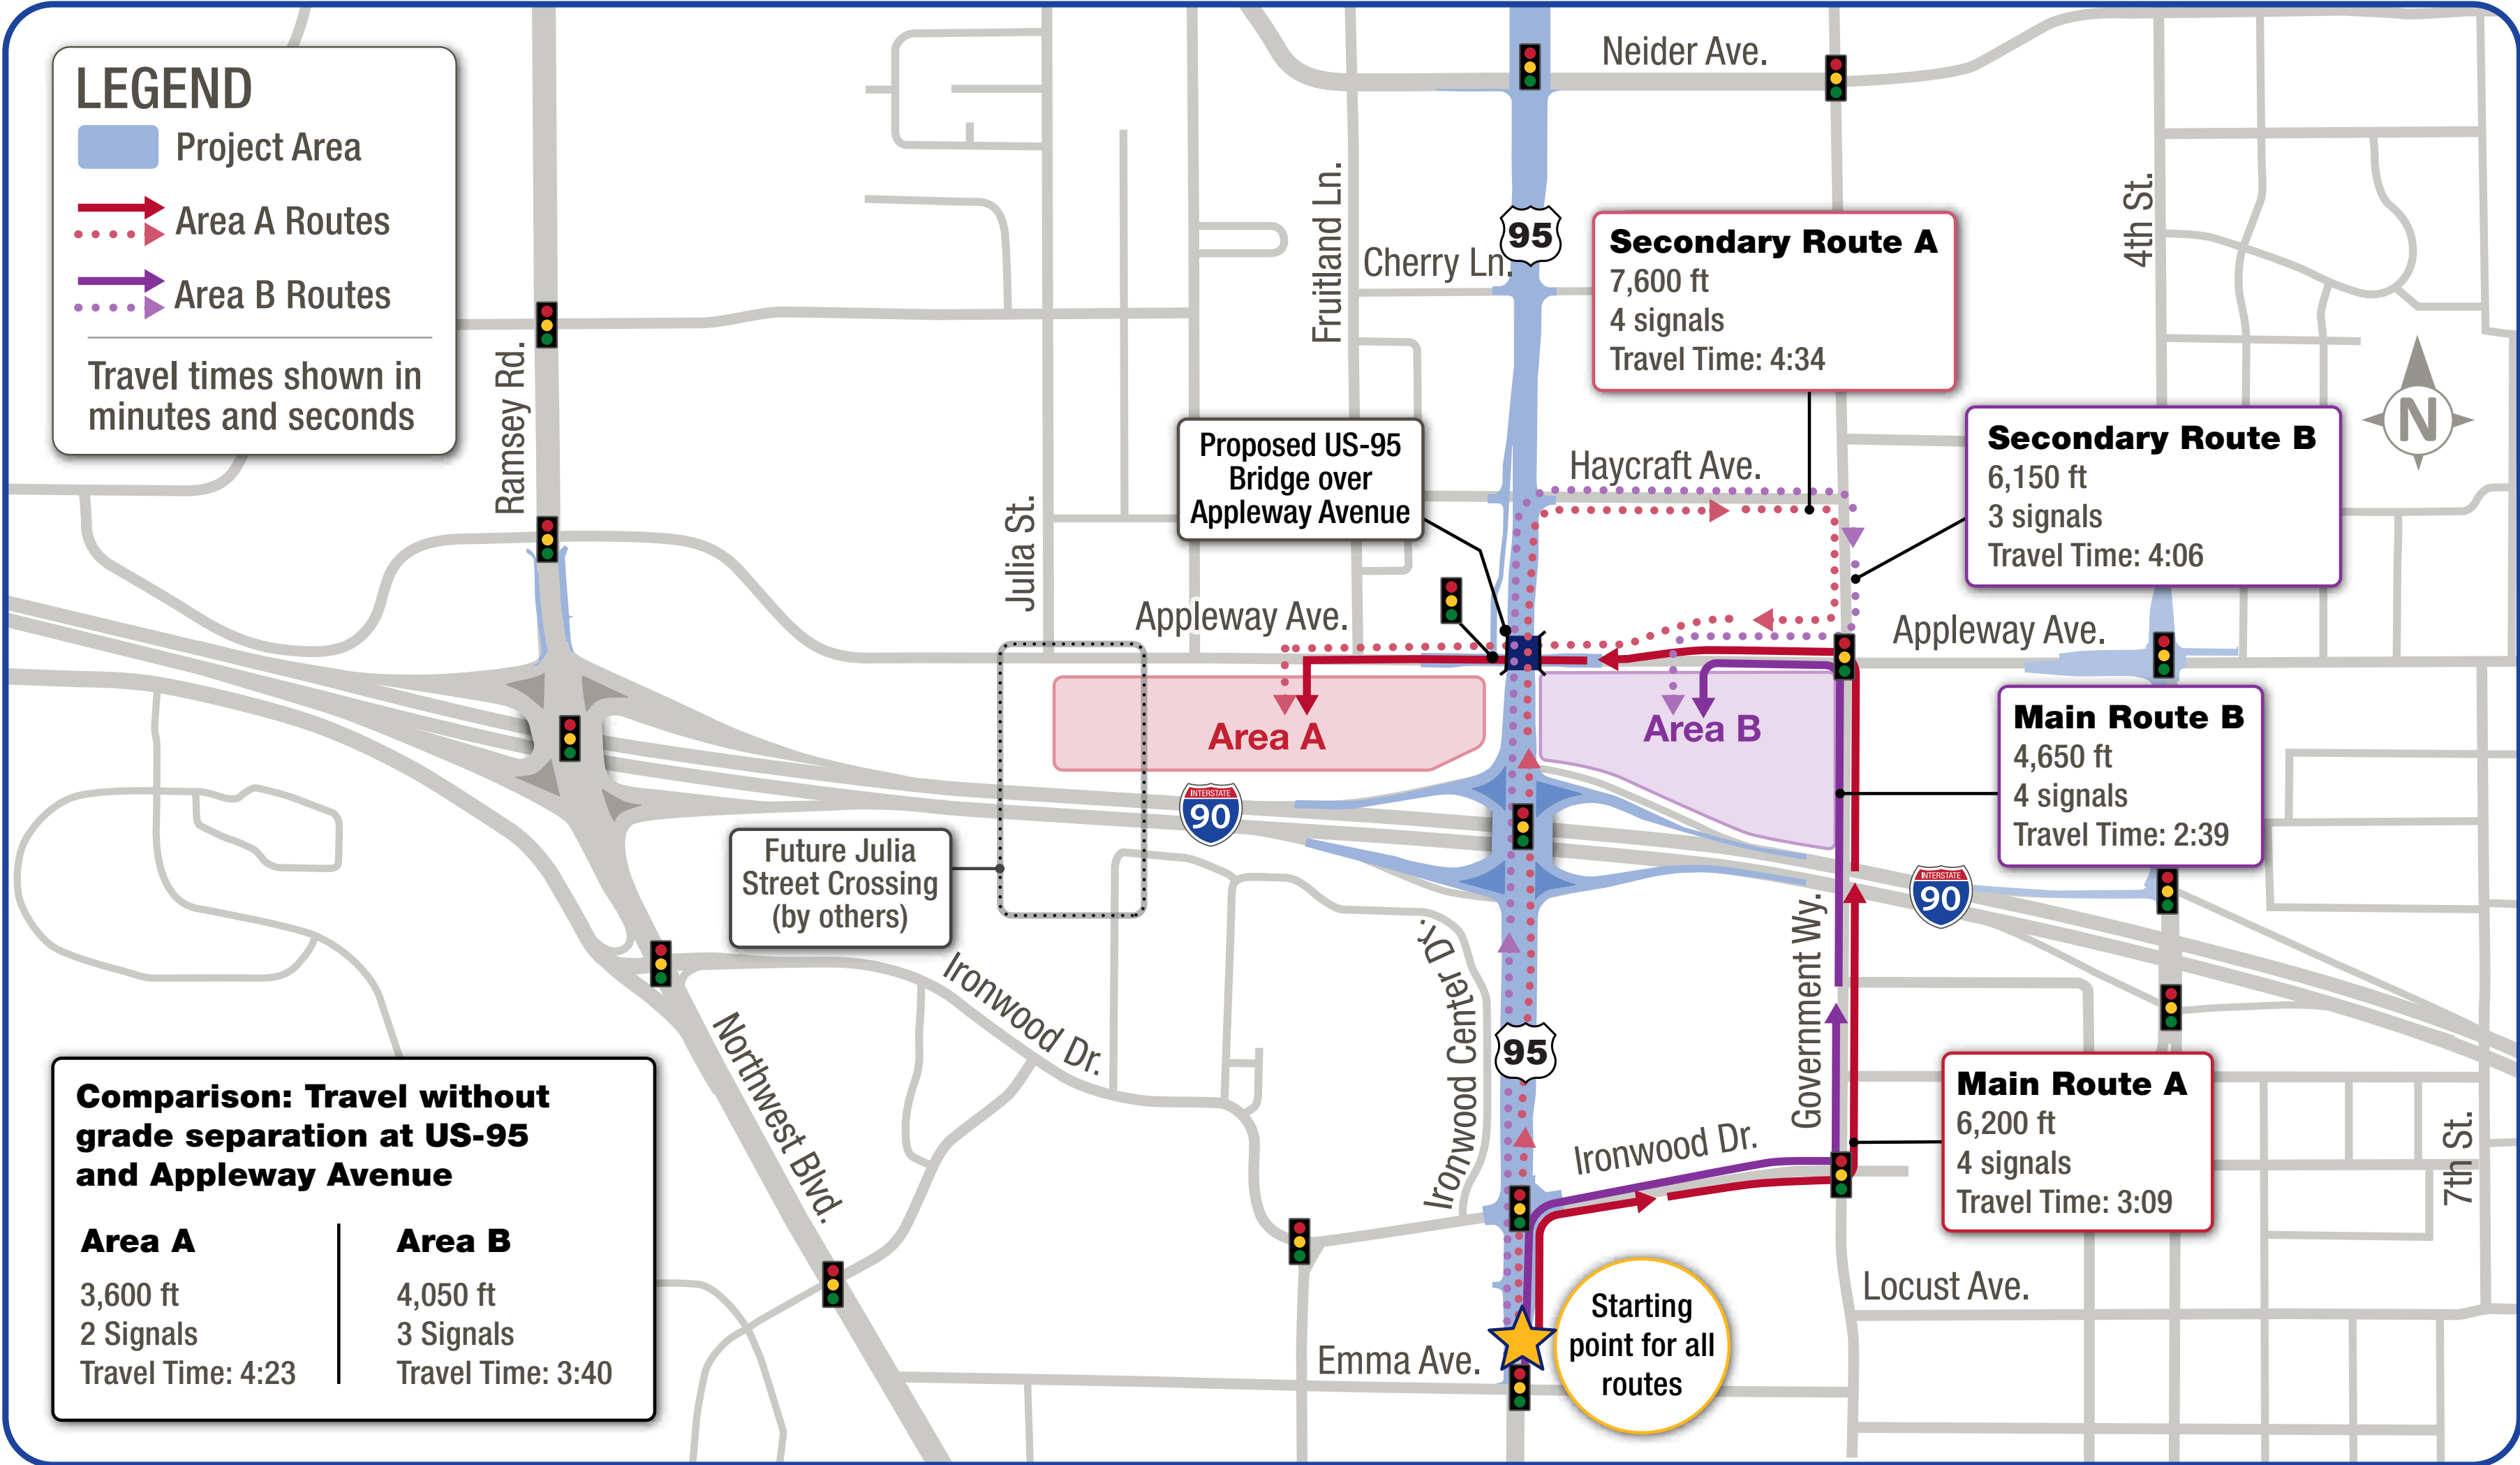 LEGEND
Project Area
Area A Routes
Area B Routes
Travel times shown in
minutes and seconds
Neider Ave.
95
Cherry Ln.
Fruitland Ln.
4th St.
Secondary Route A
7,600 ft
4 signals
Travel Time: 4:34
Ramsey Rd.
Julia St.
Proposed US-95
Bridge over
Appleway Avenue
Haycraft Ave.
Secondary Route B
6,150 ft
3 signals
Travel Time: 4:06
N
Appleway Ave.
Appleway Ave.
Area A
Area B
Main Route B
4,650 ft
4 signals
Travel Time: 2:39
INTERSTATE
90
INTERSTATE
90
Future Julia
Street Crossing
(by others)
Ironwood Dr.
Ironwood Center Dr.
Government Wy.
Northwest Blvd.
95
Ironwood Dr.
Main Route A
6,200 ft
4 signals
Travel Time: 3:09
7th St.
Locust Ave.
Emma Ave.
Starting
point for all
routes
Comparison: Travel without
grade separation at US-95
and Appleway Avenue
Area A
3,600 ft
2 Signals
Travel Time: 4:23
Area B
4,050 ft
3 Signals
Travel Time: 3:40